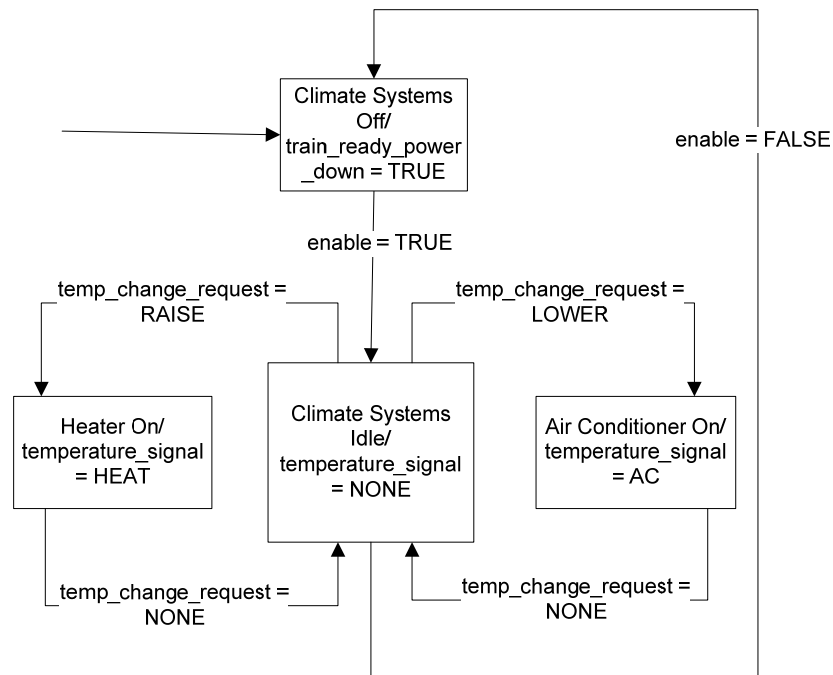 Climate Systems
Off/
train_ready_power
_down = TRUE
enable = FALSE
enable = TRUE
temp_change_request =
RAISE
temp_change_request =
LOWER
Heater On/
temperature_signal
= HEAT
Climate Systems
Idle/
temperature_signal
= NONE
Air Conditioner On/
temperature_signal
= AC
temp_change_request =
NONE
temp_change_request =
NONE